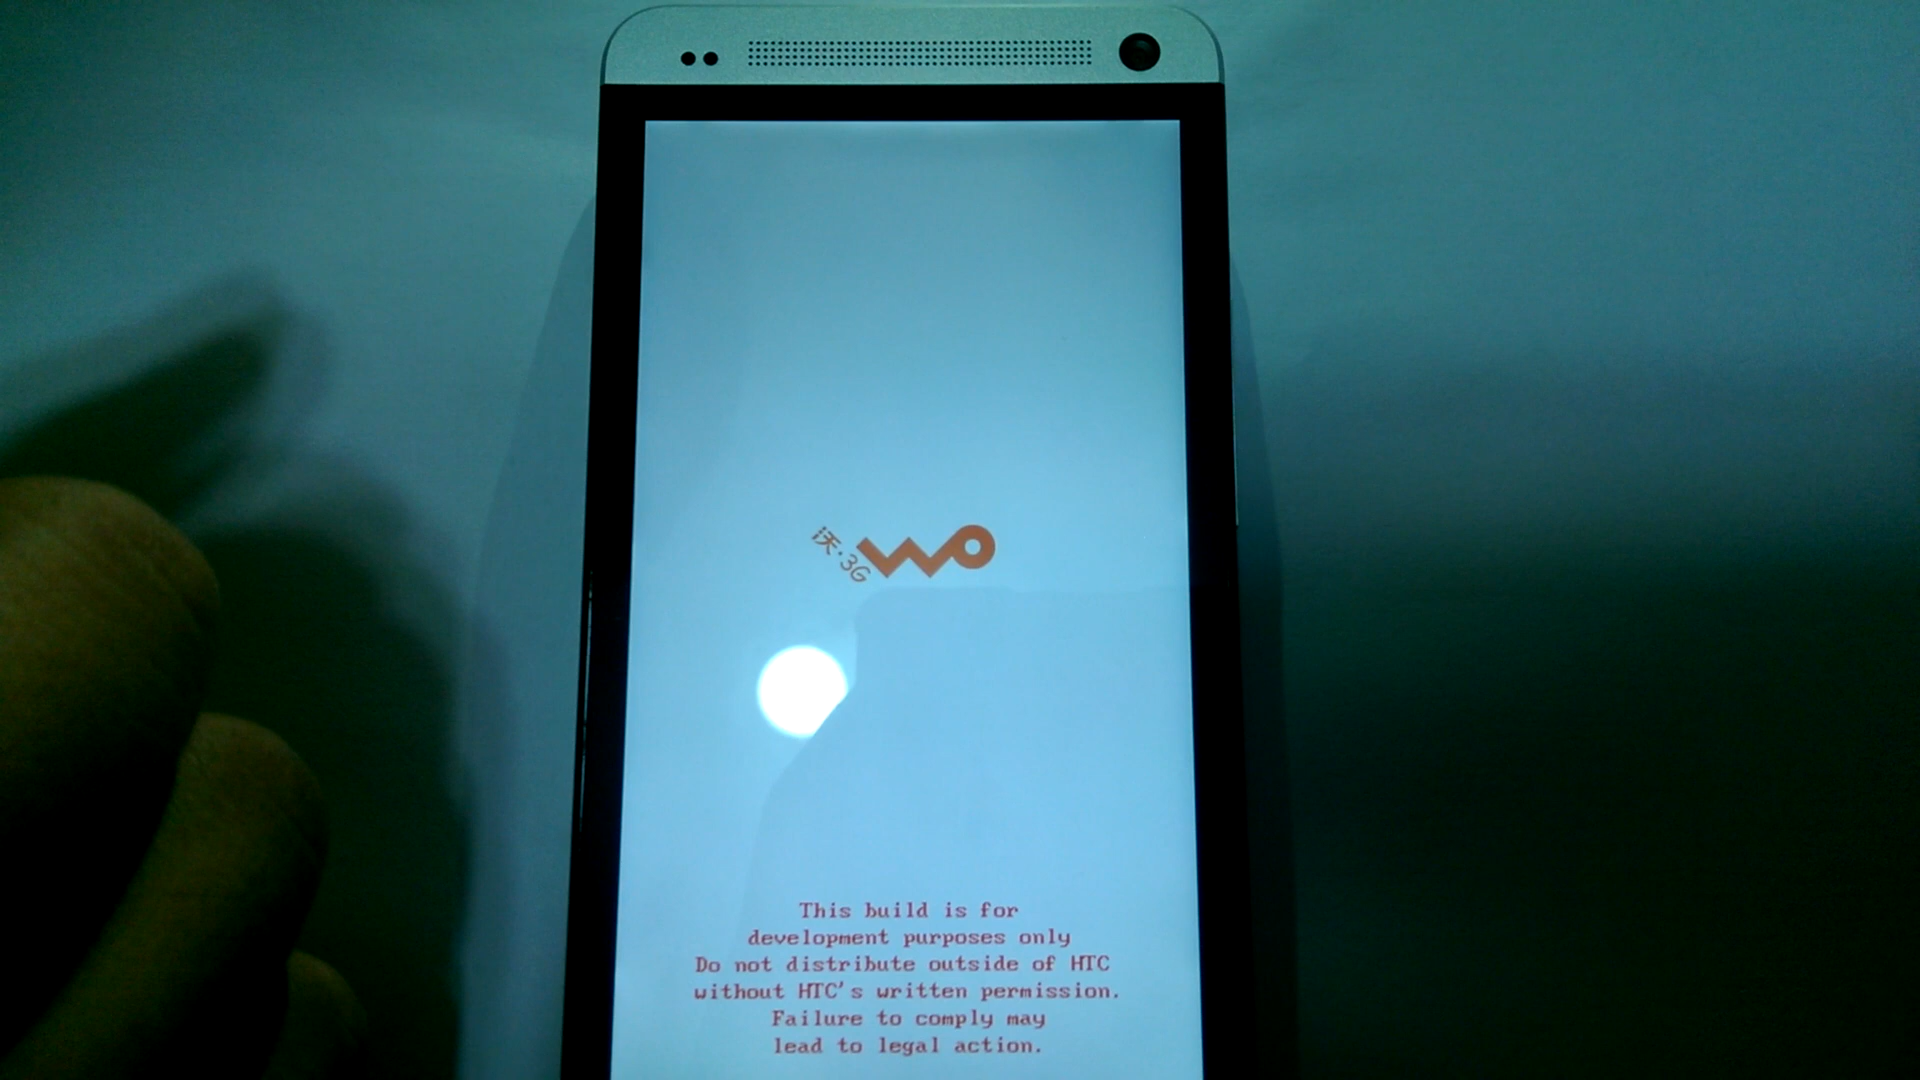 沃·3G
wo
This build is for
development purposes only
Do not distribute outside of HTC
without HTC's written permission.
Failure to comply may
lead to legal action.